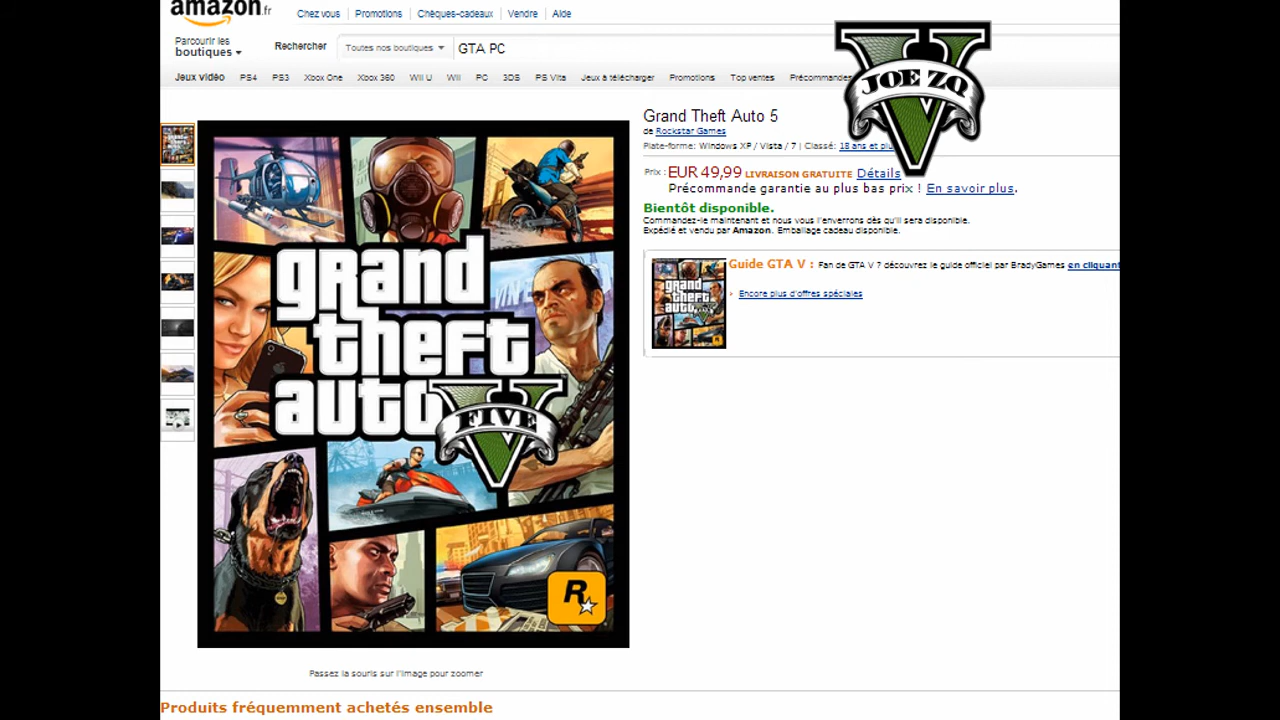 amazon.fr
Chez vous Promotions Chèques-cadeaux Vendre Aide
Parcourir les
boutiques
Rechercher
Toutes nos boutiques
GTA PC
Jeux vidéo PS4 PS3 Xbox One Xbox 360 Wii U Wii PC 3DS PS Vita Jeux à télécharger Promotions Top ventes Précommandes
JOE ZQ
Grand Theft Auto 5
de Rockstar Games
Plate-forme: Windows XP / Vista / 7 | Classé: 18 ans et plu
Prix : EUR 49,99 LIVRAISON GRATUITE Détails
Précommande garantie au plus bas prix ! En savoir plus.
Bientôt disponible.
Commandez-le maintenant et nous vous l'enverrons dès qu'il sera disponible.
Expédié et vendu par Amazon. Emballage cadeau disponible.
Guide GTA V : Fan de GTA V ? découvrez le guide officiel par BradyGames en cliquant
Encore plus d'offres spéciales
grand
theft
auto V
FIVE
R
grand
theft
auto
Passez la souris sur l'image pour zoomer
Produits fréquemment achetés ensemble